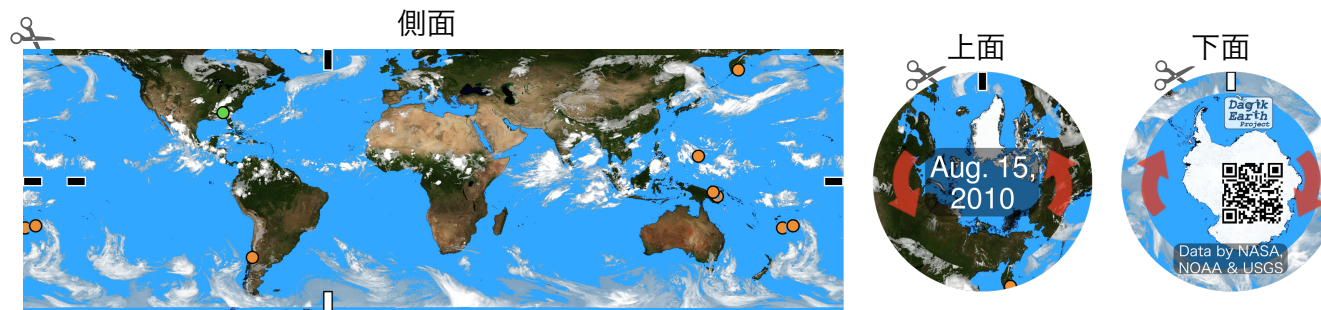 側面
上面
下面
Aug. 15,
2010
Dagik
Earth
Project
Data by NASA,
NOAA & USGS